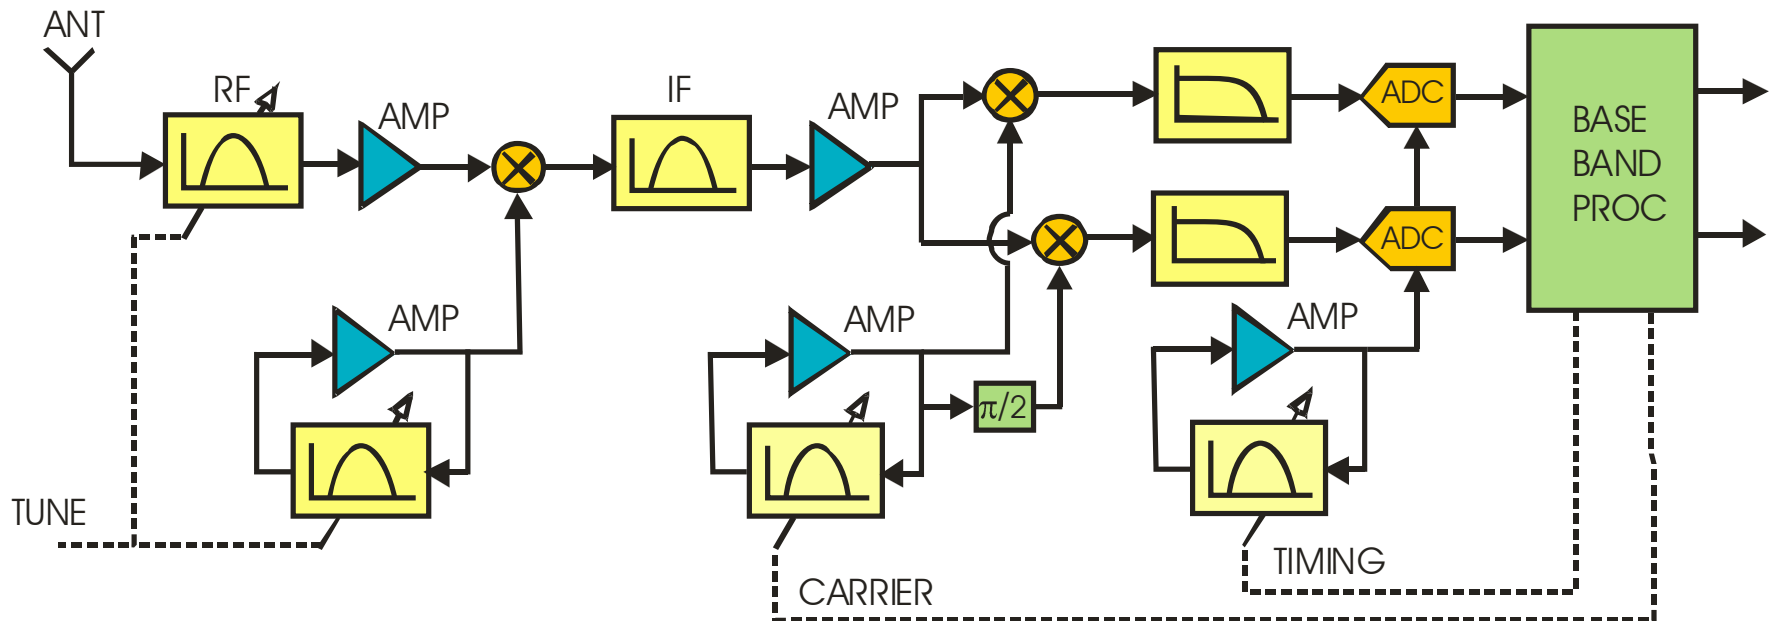 ANT
RF
AMP
IF
AMP
ADC
BASE
BAND
PROC
ADC
AMP
AMP
AMP
π/2
TUNE
TIMING
CARRIER